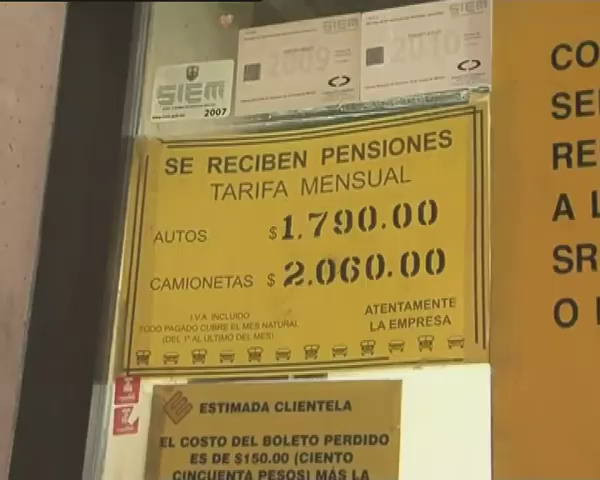 SIEM
2009
SIEM
2010
SIEM
2007
SE RECIBEN PENSIONES
TARIFA MENSUAL
AUTOS $1,790.00
CAMIONETAS $2.060.00
I.V.A INCLUIDO
TODO PAGADO CUBRE EL MES NATURAL
(DEL 1° AL ULTIMO DEL MES)
ATENTAMENTE
LA EMPRESA
ESTIMADA CLIENTELA
EL COSTO DEL BOLETO PERDIDO
ES DE $150.00 (CIENTO
CINCUENTA PESOS) MÁS LA
CO
SE
RE
A L
SR
O